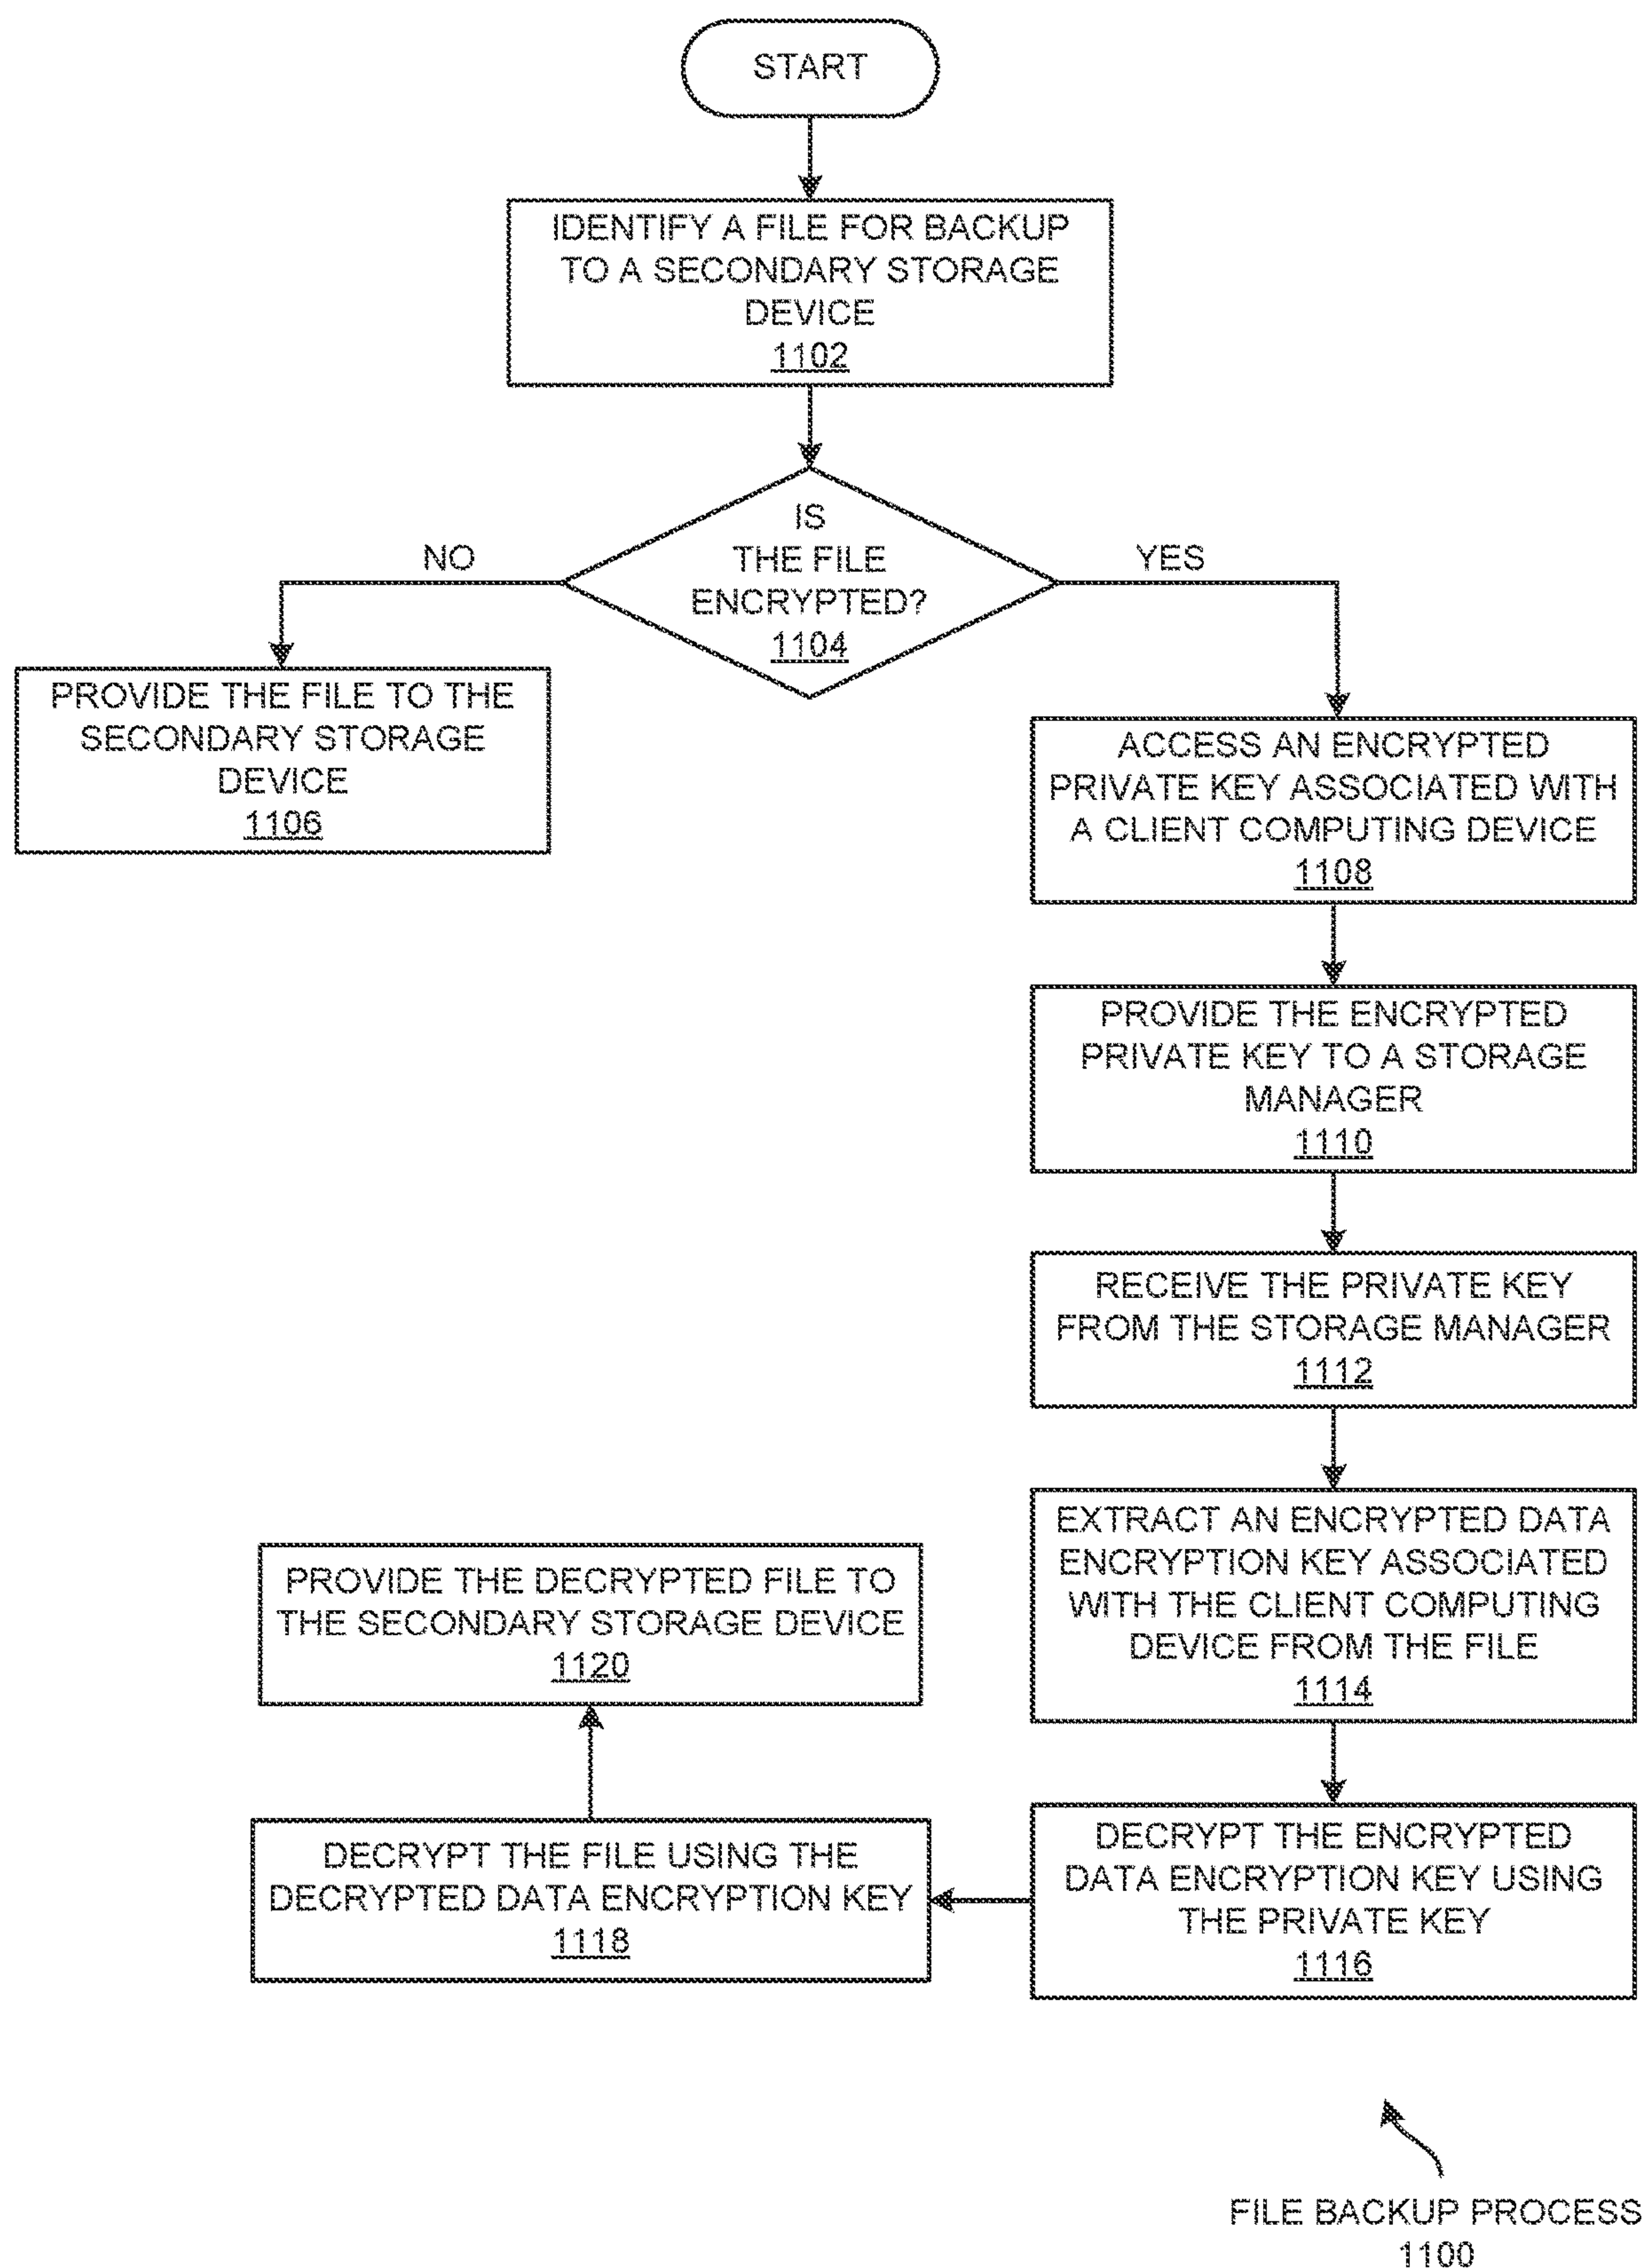 START
IDENTIFY A FILE FOR BACKUP
TO A SECONDARY STORAGE
DEVICE
1102
IS
THE FILE
ENCRYPTED?
1104
NO
YES
PROVIDE THE FILE TO THE
SECONDARY STORAGE
DEVICE
1106
ACCESS AN ENCRYPTED
PRIVATE KEY ASSOCIATED WITH
A CLIENT COMPUTING DEVICE
1108
PROVIDE THE ENCRYPTED
PRIVATE KEY TO A STORAGE
MANAGER
1110
RECEIVE THE PRIVATE KEY
FROM THE STORAGE MANAGER
1112
EXTRACT AN ENCRYPTED DATA
ENCRYPTION KEY ASSOCIATED
WITH THE CLIENT COMPUTING
DEVICE FROM THE FILE
1114
DECRYPT THE ENCRYPTED
DATA ENCRYPTION KEY USING
THE PRIVATE KEY
1116
DECRYPT THE FILE USING THE
DECRYPTED DATA ENCRYPTION KEY
1118
PROVIDE THE DECRYPTED FILE TO
THE SECONDARY STORAGE DEVICE
1120
FILE BACKUP PROCESS
1100